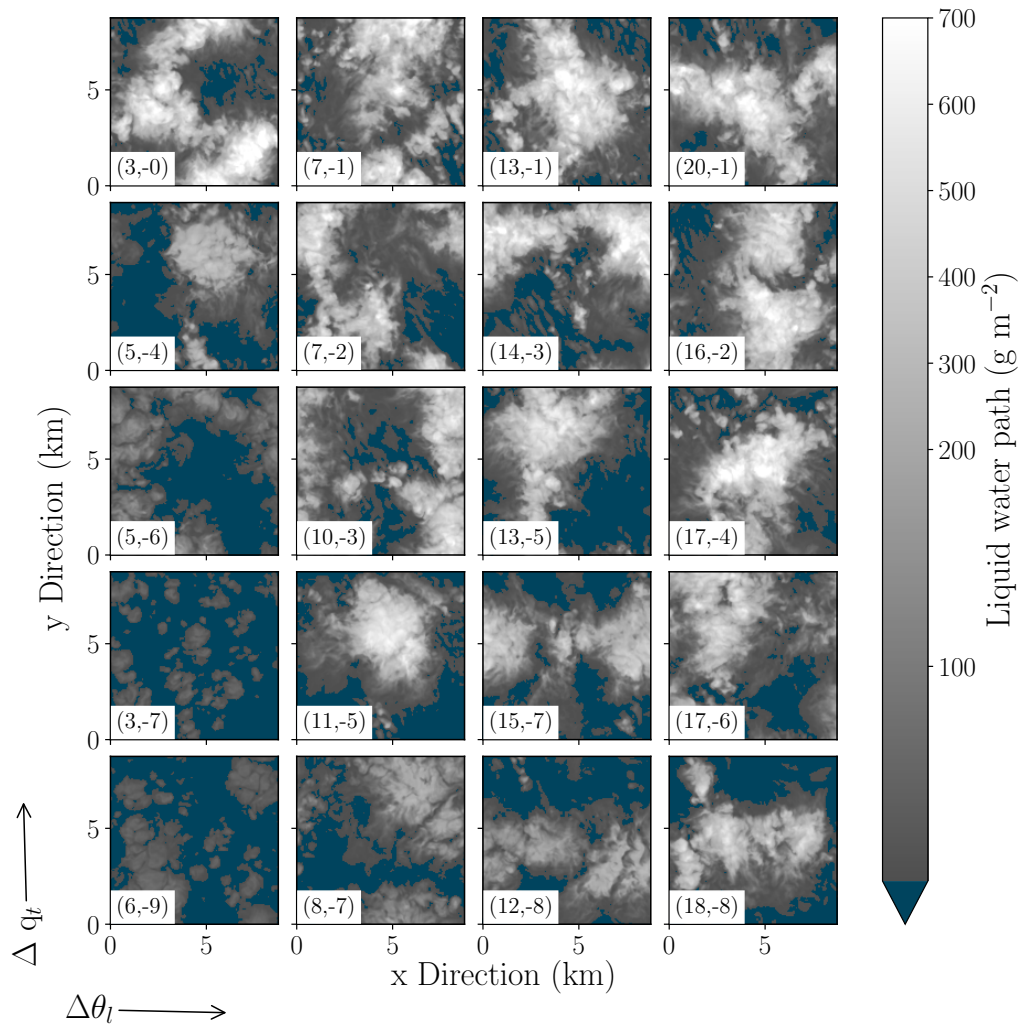 (3,-0) (7,-1) (13,-1) (20,-1)
5
0
(5,-4) (7,-2) (14,-3) (16,-2)
5
0
(5,-6) (10,-3) (13,-5) (17,-4)
5
0
(3,-7) (11,-5) (15,-7) (17,-6)
5
0
(6,-9) (8,-7) (12,-8) (18,-8)
5
0
0 5 0 5 0 5 0 5
x Direction (km)
y Direction (km)
Δ qt
Δθl
700
600
500
400
300
200
100
Liquid water path (g m−2)